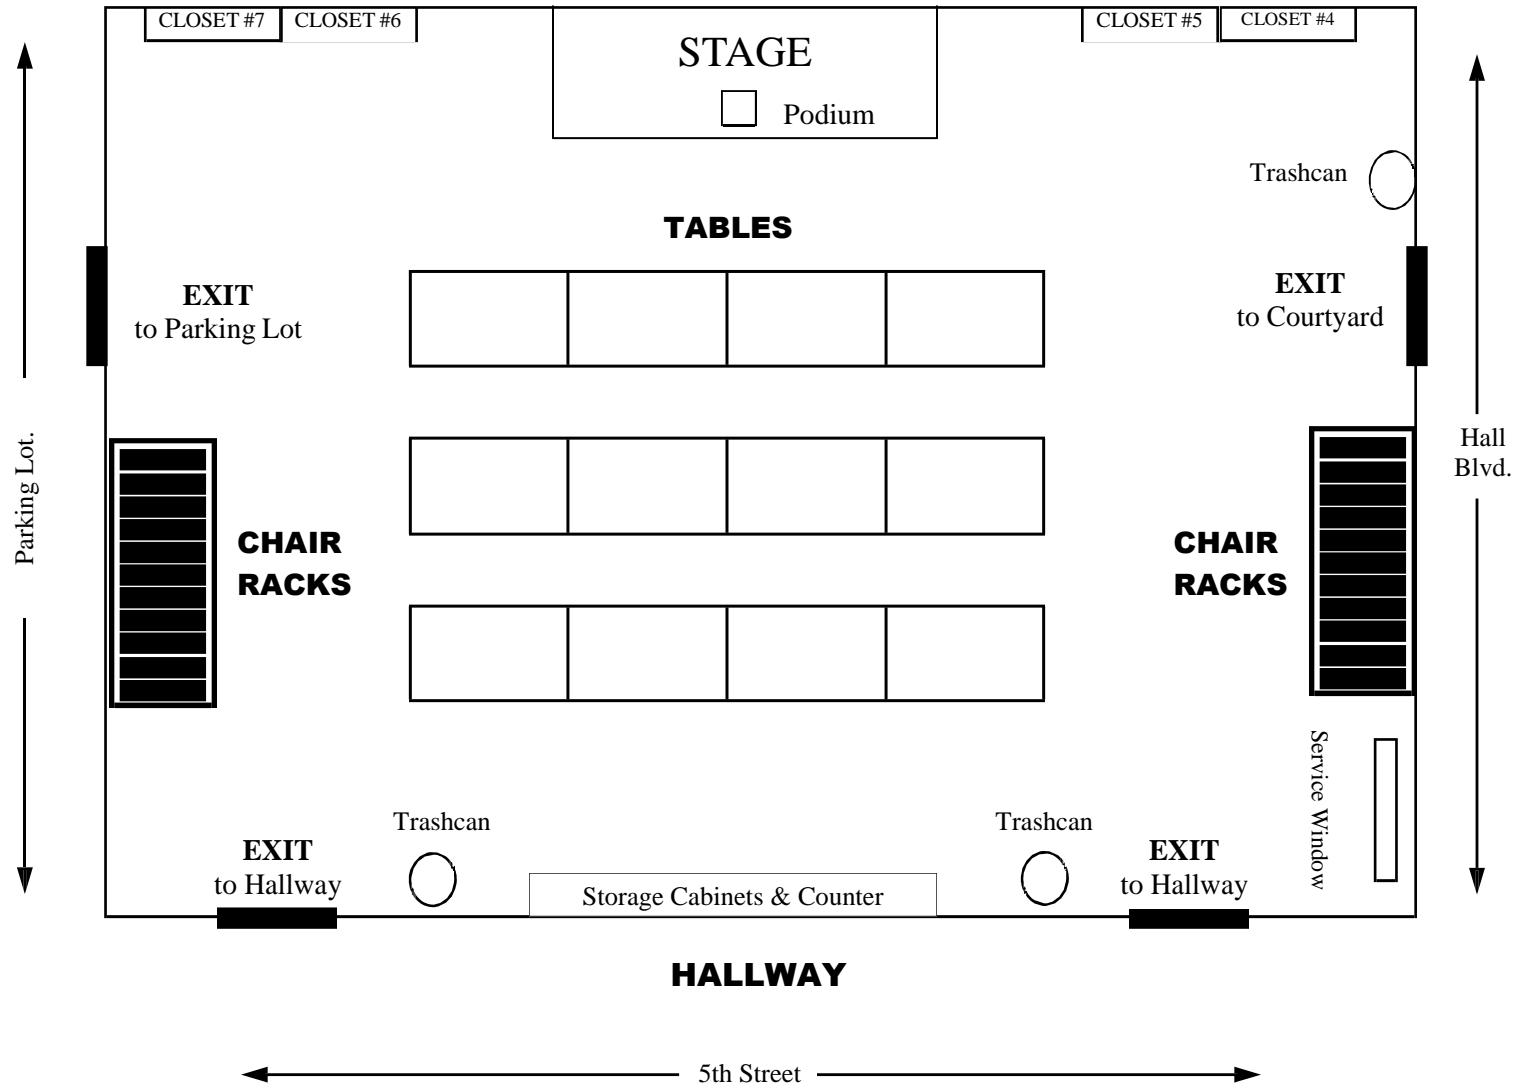 CLOSET #7
CLOSET #6
STAGE
Podium
CLOSET #5
CLOSET #4
Trashcan
TABLES
EXIT
to Parking Lot
EXIT
to Courtyard
Parking Lot.
Hall
Blvd.
CHAIR
RACKS
CHAIR
RACKS
Service Window
Trashcan
Trashcan
EXIT
to Hallway
EXIT
to Hallway
Storage Cabinets & Counter
HALLWAY
5th Street